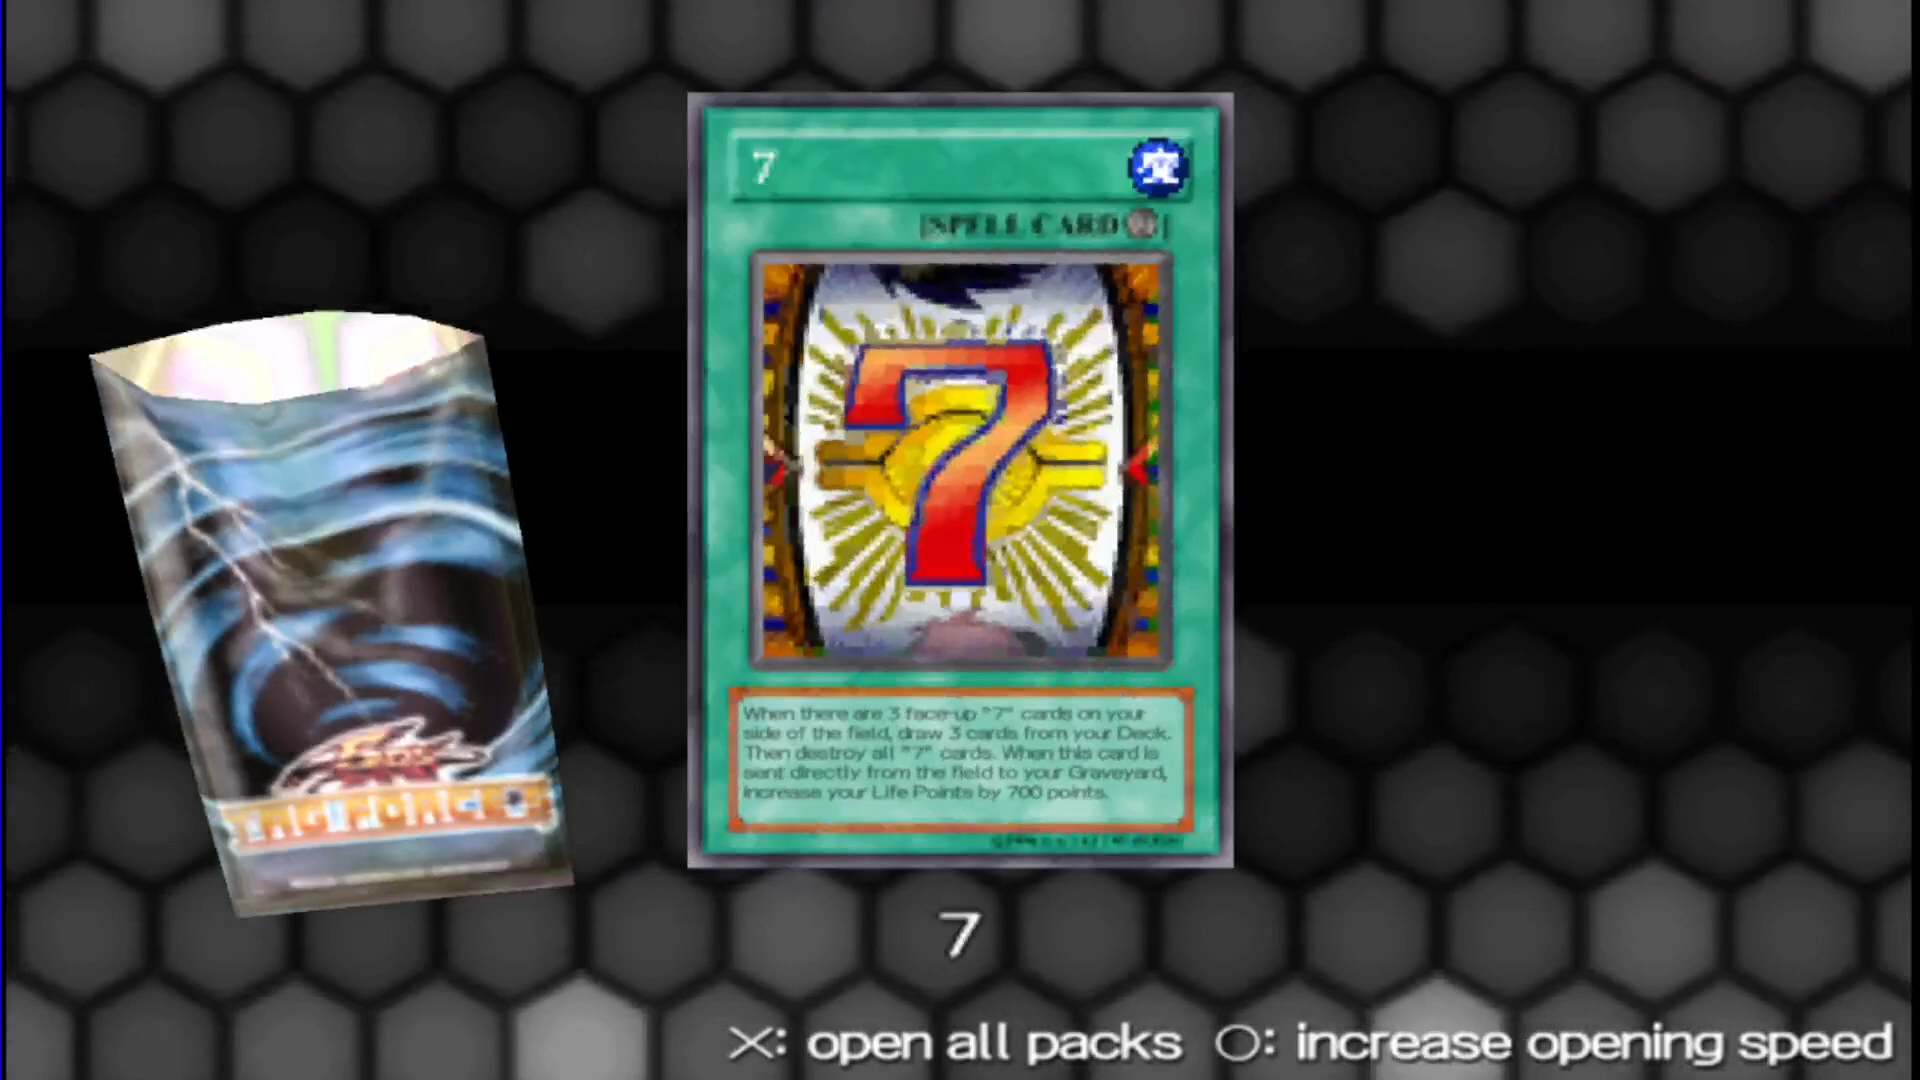 7
[SPELL CARD]
7
When there are 3 face-up "7" cards on your
side of the field, draw 3 cards from your Deck.
Then destroy all "7" cards. When this card is
sent directly from the field to your Graveyard,
increase your Life Points by 700 points.
7
X: open all packs O: increase opening speed